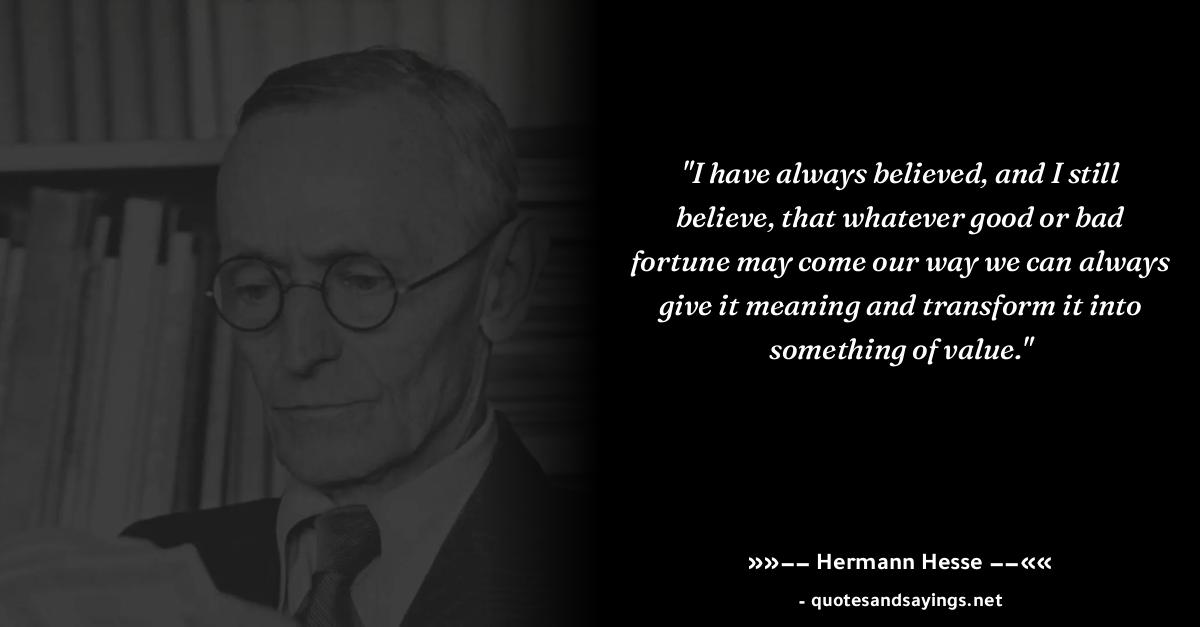 "I have always believed, and I still
believe, that whatever good or bad
fortune may come our way we can always
give it meaning and transform it into
something of value."
»»−− Hermann Hesse −−««
- quotesandsayings.net